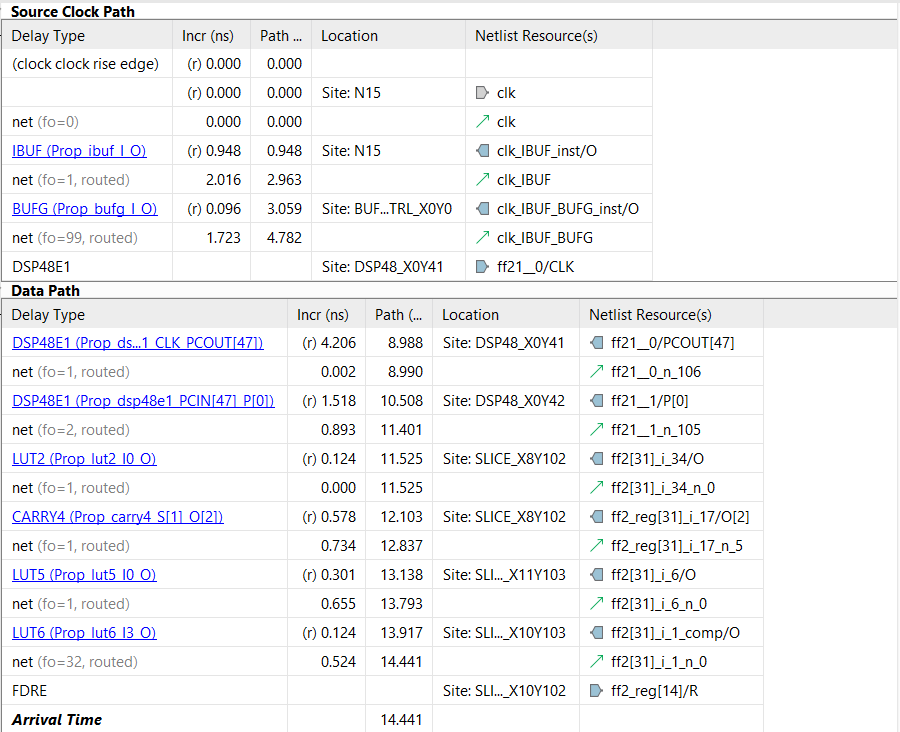 Source Clock Path
Delay Type Incr (ns) Path ... Location Netlist Resource(s)
(clock clock rise edge) (r) 0.000 0.000
(r) 0.000 0.000 Site: N15 clk
net (fo=0) 0.000 0.000 clk
IBUF (Prop_ibuf_I_O) (r) 0.948 0.948 Site: N15 clk_IBUF_inst/O
net (fo=1, routed) 2.016 2.963 clk_IBUF
BUFG (Prop_bufg_I_O) (r) 0.096 3.059 Site: BUF...TRL_X0Y0 clk_IBUF_BUFG_inst/O
net (fo=99, routed) 1.723 4.782 clk_IBUF_BUFG
DSP48E1 Site: DSP48_X0Y41 ff21__0/CLK
Data Path
Delay Type Incr (ns) Path (... Location Netlist Resource(s)
DSP48E1 (Prop_ds...1_CLK_PCOUT[47]) (r) 4.206 8.988 Site: DSP48_X0Y41 ff21__0/PCOUT[47]
net (fo=1, routed) 0.002 8.990 ff21__0_n_106
DSP48E1 (Prop_dsp48e1_PCIN[47]_P[0]) (r) 1.518 10.508 Site: DSP48_X0Y42 ff21__1/P[0]
net (fo=2, routed) 0.893 11.401 ff21__1_n_105
LUT2 (Prop_lut2_I0_O) (r) 0.124 11.525 Site: SLICE_X8Y102 ff2[31]_i_34/O
net (fo=1, routed) 0.000 11.525 ff2[31]_i_34_n_0
CARRY4 (Prop_carry4_S[1]_O[2]) (r) 0.578 12.103 Site: SLICE_X8Y102 ff2_reg[31]_i_17/O[2]
net (fo=1, routed) 0.734 12.837 ff2_reg[31]_i_17_n_5
LUT5 (Prop_lut5_I0_O) (r) 0.301 13.138 Site: SLI..._X11Y103 ff2[31]_i_6/O
net (fo=1, routed) 0.655 13.793 ff2[31]_i_6_n_0
LUT6 (Prop_lut6_I3_O) (r) 0.124 13.917 Site: SLI..._X10Y103 ff2[31]_i_1_comp/O
net (fo=32, routed) 0.524 14.441 ff2[31]_i_1_n_0
FDRE Site: SLI..._X10Y102 ff2_reg[14]/R
Arrival Time 14.441